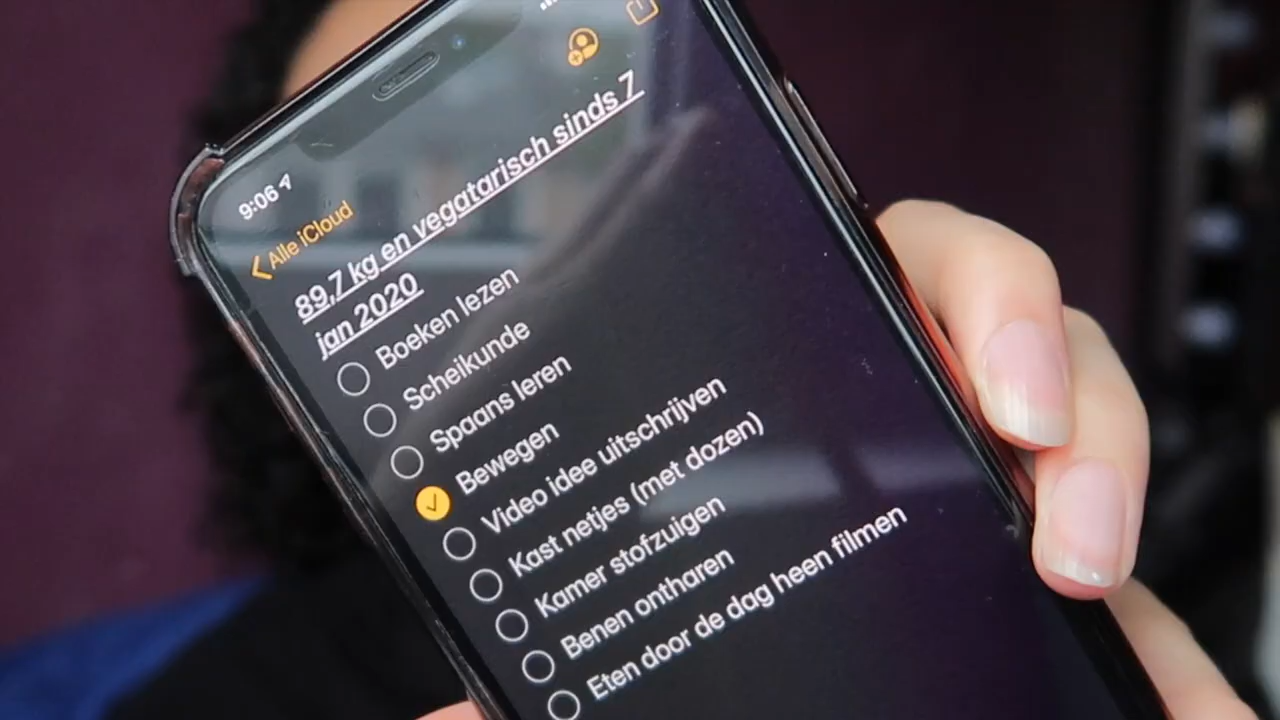 9:06
Alle iCloud
89,7 kg en vegatarisch sinds 7
jan 2020
Boeken lezen
Scheikunde
Spaans leren
Bewegen
Video idee uitschrijven
Kast netjes (met dozen)
Kamer stofzuigen
Benen ontharen
Eten door de dag heen filmen